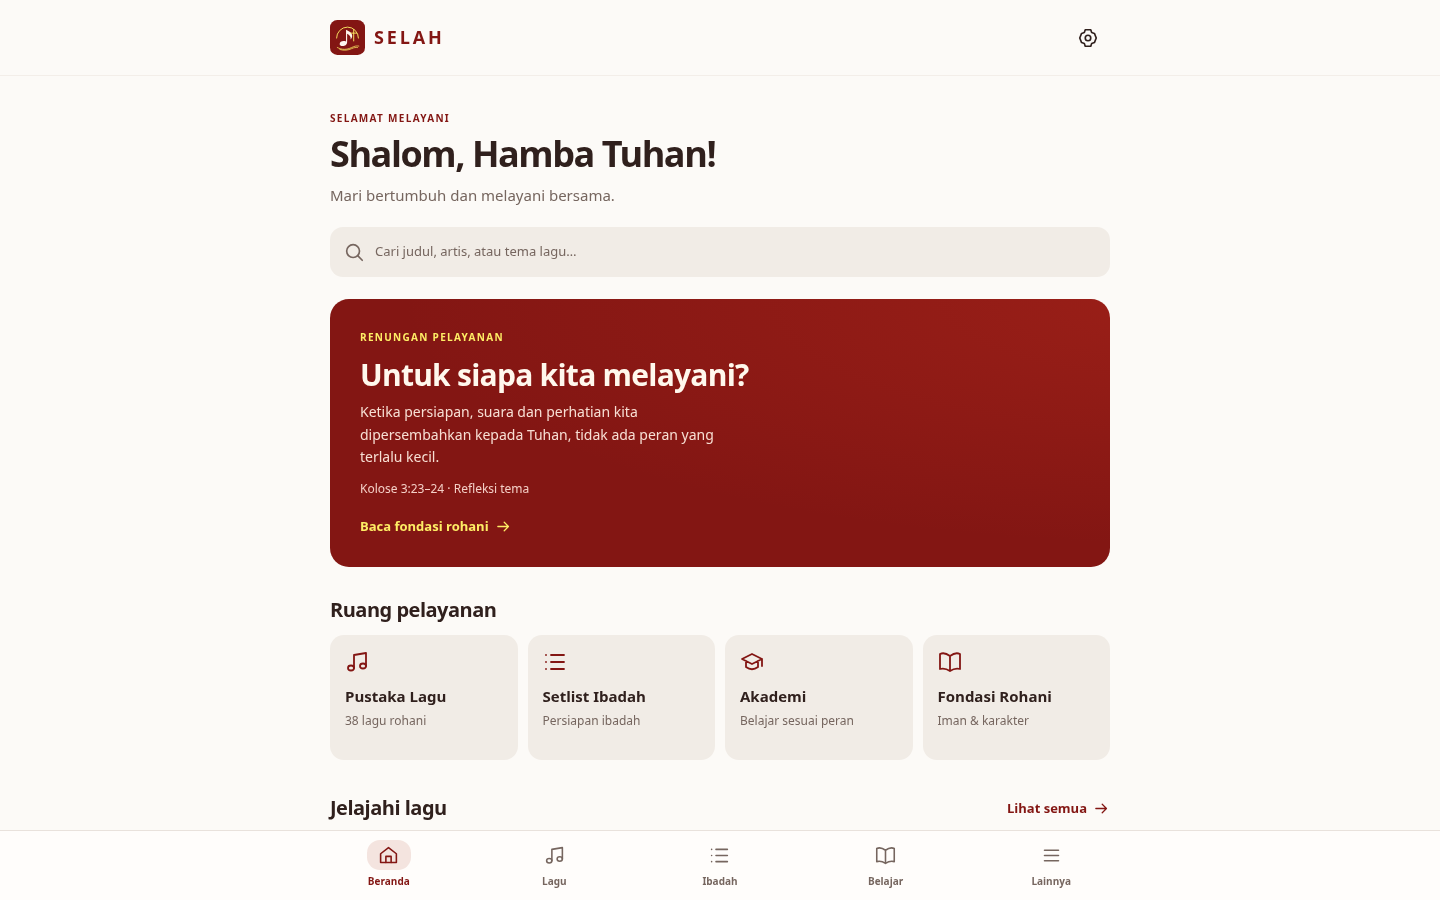 SELAH
SELAMAT MELAYANI
Shalom, Hamba Tuhan!
Mari bertumbuh dan melayani bersama.
Cari judul, artis, atau tema lagu...
RENUNGAN PELAYANAN
Untuk siapa kita melayani?
Ketika persiapan, suara dan perhatian kita
dipersembahkan kepada Tuhan, tidak ada peran yang
terlalu kecil.
Kolose 3:23–24 · Refleksi tema
Baca fondasi rohani →
Ruang pelayanan
Pustaka Lagu
38 lagu rohani
Setlist Ibadah
Persiapan ibadah
Akademi
Belajar sesuai peran
Fondasi Rohani
Iman & karakter
Jelajahi lagu
Lihat semua →
Beranda
Lagu
Ibadah
Belajar
Lainnya